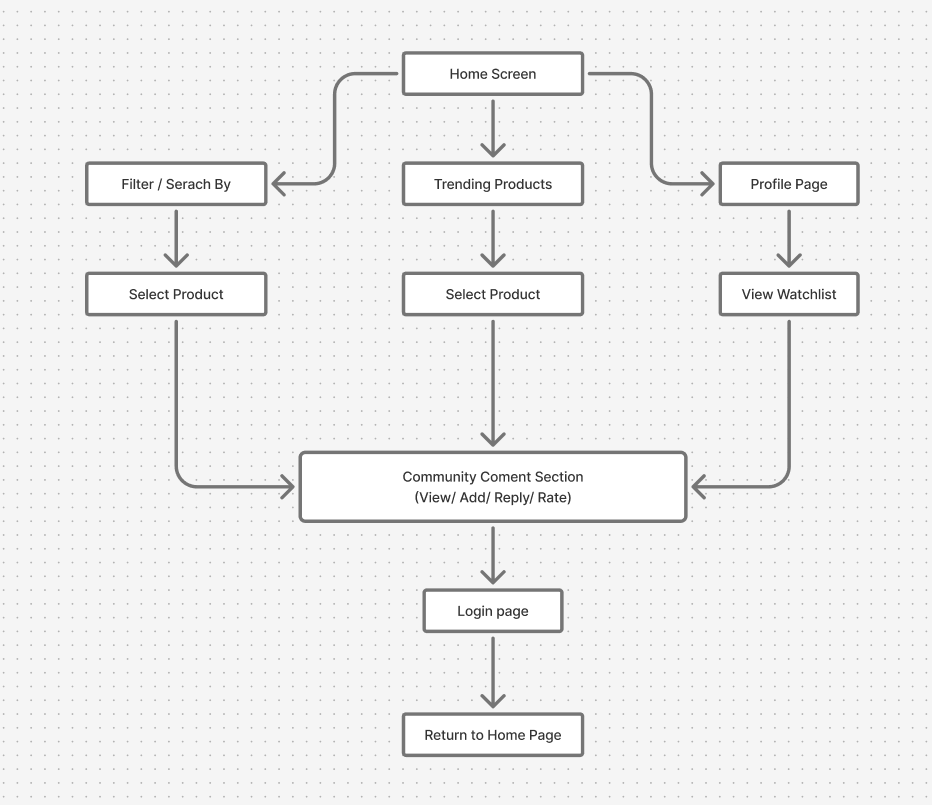 Home Screen
Filter / Serach By
Trending Products
Profile Page
Select Product
Select Product
View Watchlist
Community Coment Section
(View/ Add/ Reply/ Rate)
Login page
Return to Home Page